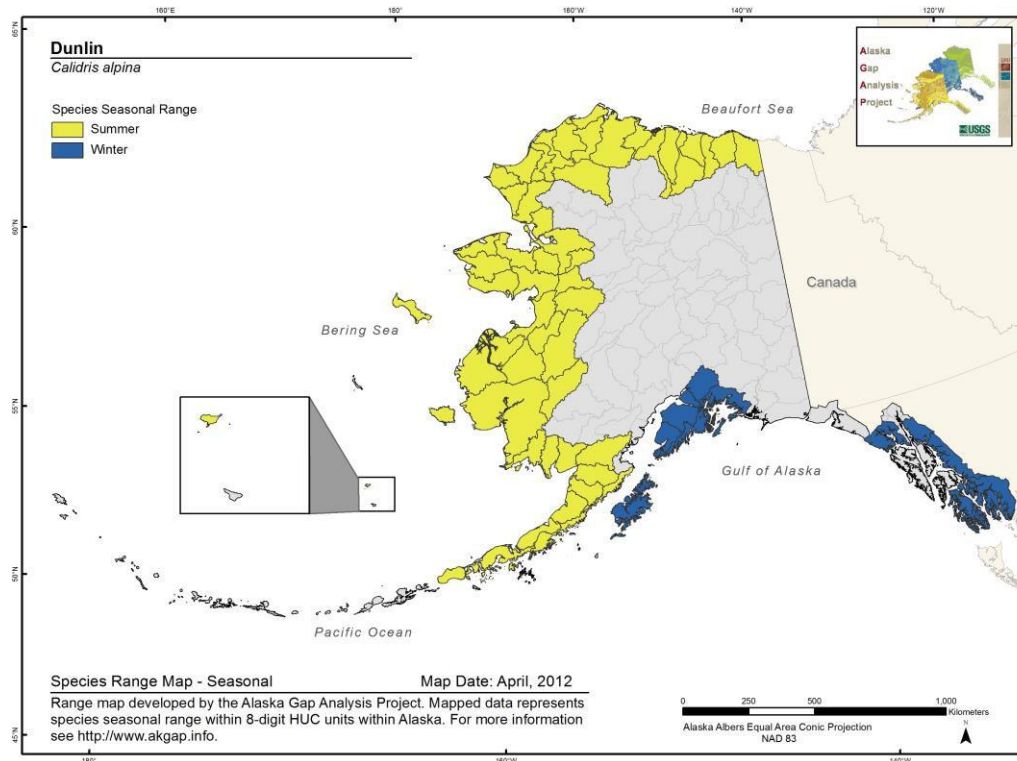 180°
160°W
140°W
120°W
65°N
60°N
55°N
50°N
45°N
Dunlin
Calidris alpina
Species Seasonal Range
Summer
Winter
Beaufort Sea
Alaska
Gap
Analysis
Project
USGS
Canada
Bering Sea
Gulf of Alaska
Pacific Ocean
Species Range Map - Seasonal Map Date: April, 2012
Range map developed by the Alaska Gap Analysis Project. Mapped data represents
species seasonal range within 8-digit HUC units within Alaska. For more information
see http://www.akgap.info.
0 250 500 1,000
Kilometers
Alaska Albers Equal Area Conic Projection
NAD 83
N
180°
160°W
140°W